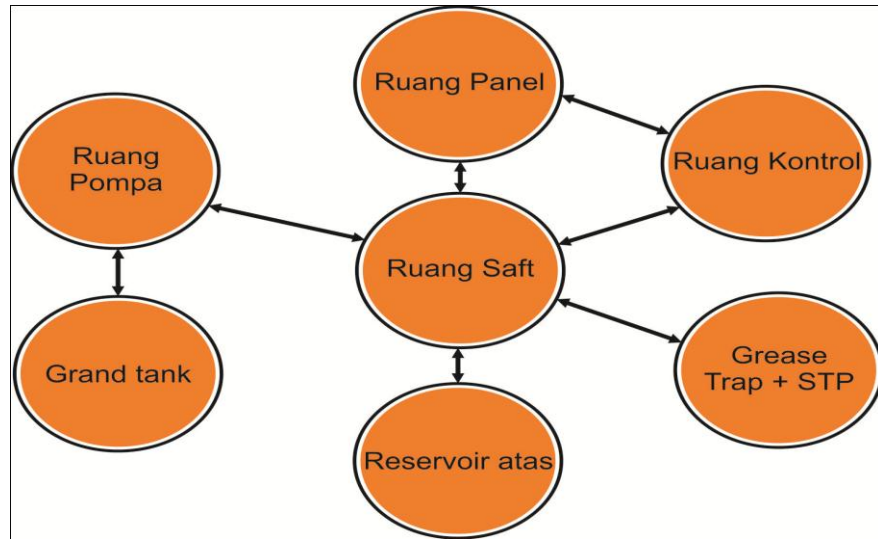 Ruang Panel
Ruang
Pompa
Ruang Kontrol
Ruang Saft
Grand tank
Grease
Trap + STP
Reservoir atas